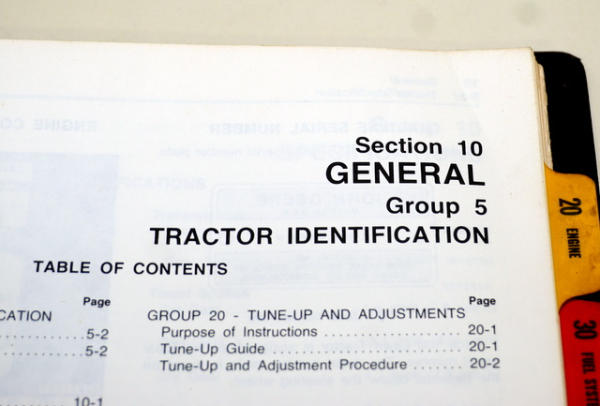 Section 10
GENERAL
Group 5
TRACTOR IDENTIFICATION
TABLE OF CONTENTS
Page
CATION
5-2
5-2
10-1
Page
GROUP 20 - TUNE-UP AND ADJUSTMENTS
Purpose of Instructions .................. 20-1
Tune-Up Guide ......................... 20-1
Tune-Up and Adjustment Procedure ....... 20-2
20 ENGINE
30 FUEL SYST